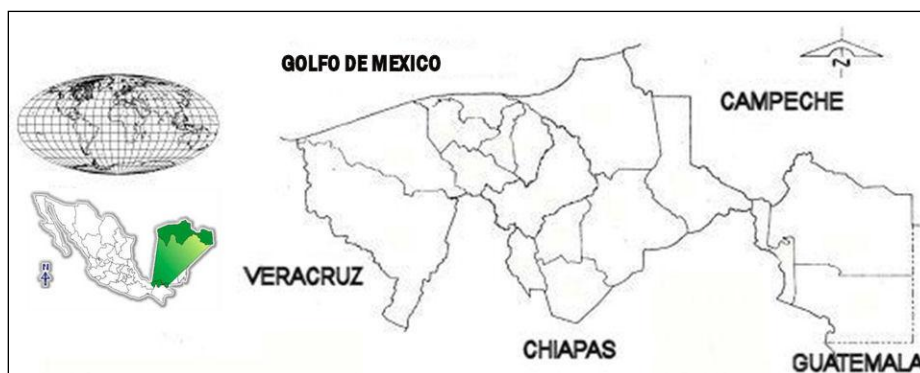 GOLFO DE MEXICO
N
CAMPECHE
N
VERACRUZ
CHIAPAS
GUATEMALA